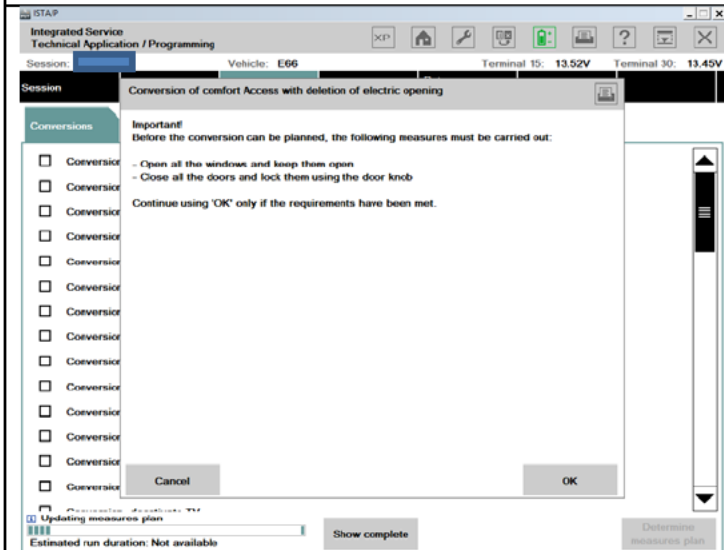 ISTA/P
Integrated Service
Technical Application / Programming
XP
?
Session:
Vehicle: E66
Terminal 15: 13.52V
Terminal 30: 13.45V
Session
Conversion of comfort Access with deletion of electric opening
Conversions
Important!
Before the conversion can be planned, the following measures must be carried out:
- Open all the windows and keep them open
- Close all the doors and lock them using the door knob
Continue using 'OK' only if the requirements have been met.
Conversion
Conversion
Conversion
Conversion
Conversion
Conversion
Conversion
Conversion
Conversion
Conversion
Conversion
Conversion
Conversion
Conversion
Cancel
OK
Conversion, deactivate TV
Updating measures plan
Estimated run duration: Not available
Show complete
Determine
measures plan